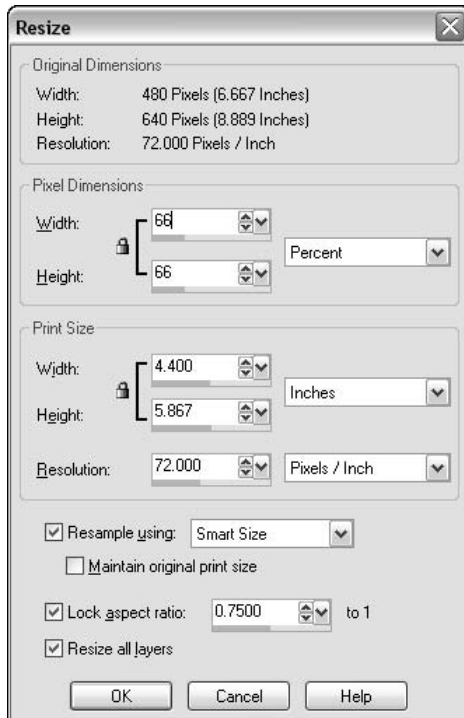 Resize
Original Dimensions
Width: 480 Pixels (6.667 Inches)
Height: 640 Pixels (8.889 Inches)
Resolution: 72.000 Pixels / Inch
Pixel Dimensions
Width: 66
Percent
Height: 66
Print Size
Width: 4.400
Inches
Height: 5.867
Resolution: 72.000 Pixels / Inch
Resample using: Smart Size
Maintain original print size
Lock aspect ratio: 0.7500 to 1
Resize all layers
OK Cancel Help